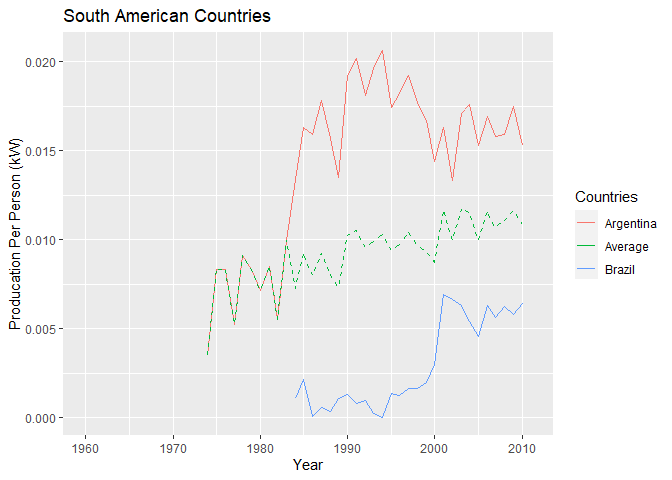 South American Countries
Producation Per Person (kW)
0.020
0.015
0.010
0.005
0.000
1960 1970 1980 1990 2000 2010
Year
Countries
Argentina
Average
Brazil